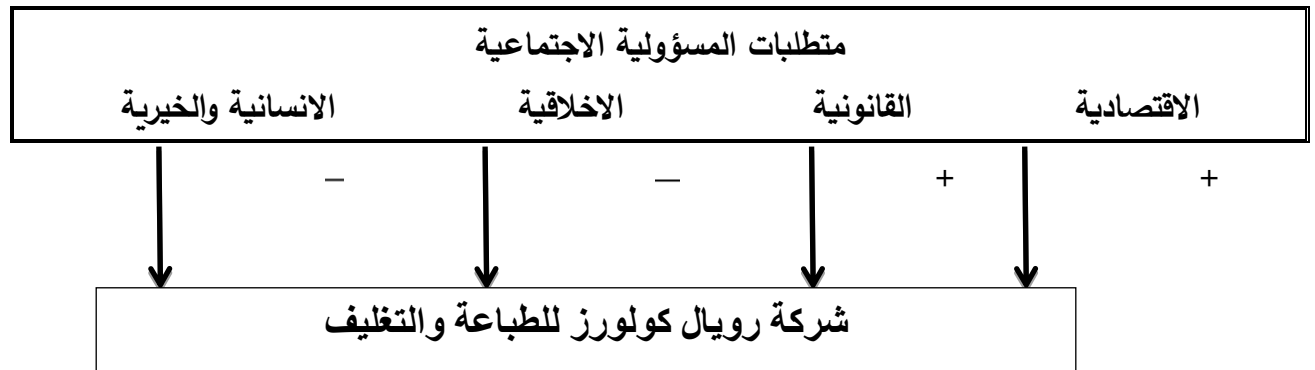 متطلبات المسؤولية الاجتماعية
الاقتصادية القانونية الاخلاقية الانسانية والخيرية
+ + — –
شركة رويال كولورز للطباعة والتغليف